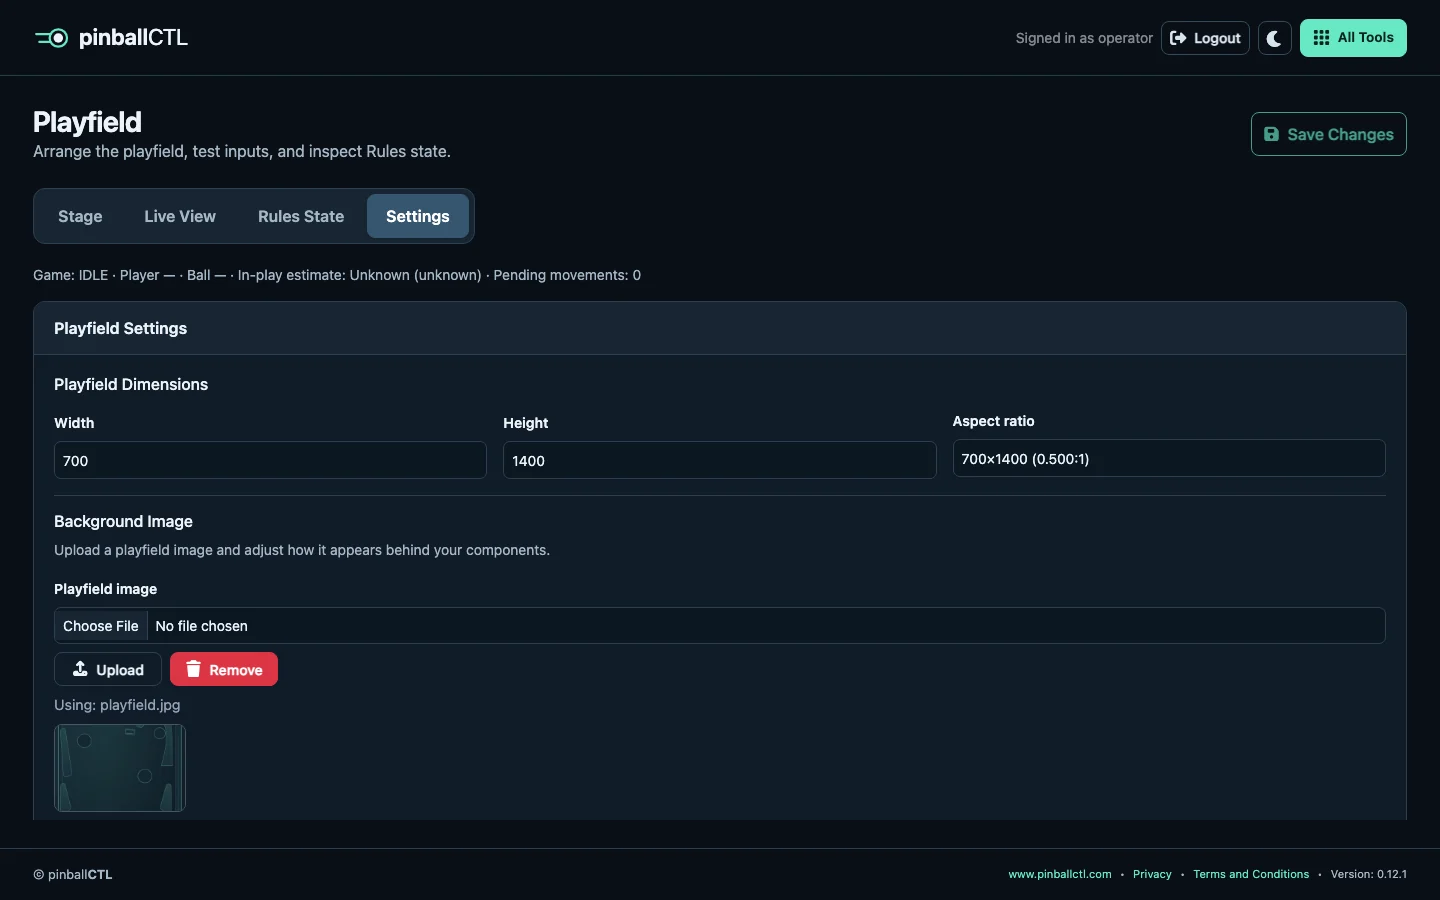 pinballCTL
Signed in as operator
Logout
All Tools
Playfield
Arrange the playfield, test inputs, and inspect Rules state.
Save Changes
Stage
Live View
Rules State
Settings
Game: IDLE · Player — · Ball — · In-play estimate: Unknown (unknown) · Pending movements: 0
Playfield Settings
Playfield Dimensions
Width
Height
Aspect ratio
700
1400
700×1400 (0.500:1)
Background Image
Upload a playfield image and adjust how it appears behind your components.
Playfield image
Choose File No file chosen
Upload
Remove
Using: playfield.jpg
© pinballCTL
www.pinballctl.com • Privacy • Terms and Conditions • Version: 0.12.1